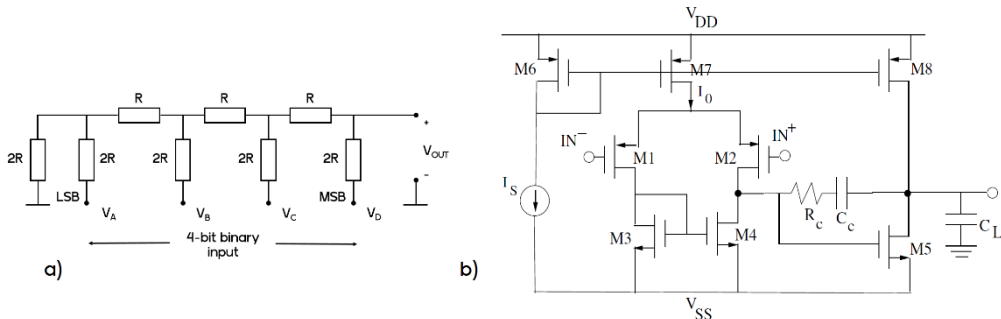 R
R
R
2R
2R
2R
2R
2R
+
V_OUT
-
LSB
MSB
V_A
V_B
V_C
V_D
4-bit binary
input
a)
V_DD
M6
M7
M8
I_0
IN^-
IN^+
M1
M2
I_S
R_c
C_c
M3
M4
M5
C_L
V_SS
b)